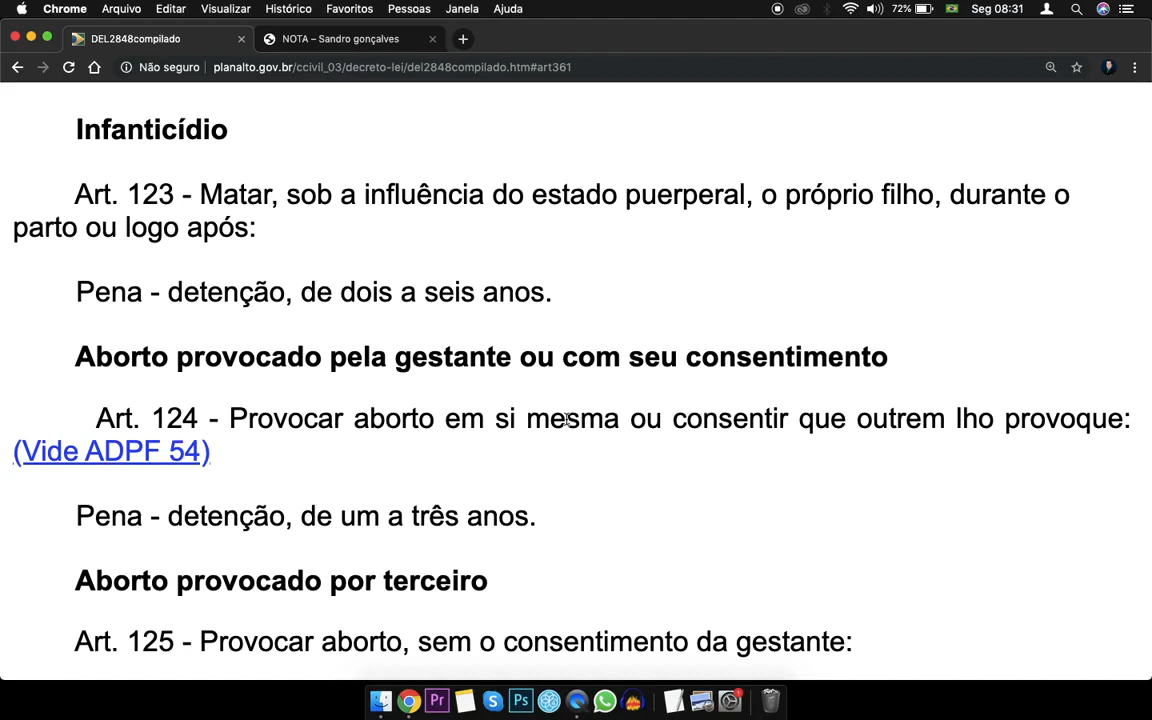 Chrome Arquivo Editar Visualizar Histórico Favoritos Pessoas Janela Ajuda 72% Seg 08:31
DEL2848compilado NOTA – Sandro gonçalves
Não seguro planalto.gov.br/ccivil_03/decreto-lei/del2848compilado.htm#art361
Infanticídio
Art. 123 - Matar, sob a influência do estado puerperal, o próprio filho, durante o
parto ou logo após:
Pena - detenção, de dois a seis anos.
Aborto provocado pela gestante ou com seu consentimento
Art. 124 - Provocar aborto em si mesma ou consentir que outrem lho provoque:
(Vide ADPF 54)
Pena - detenção, de um a três anos.
Aborto provocado por terceiro
Art. 125 - Provocar aborto, sem o consentimento da gestante:
Pr Ps